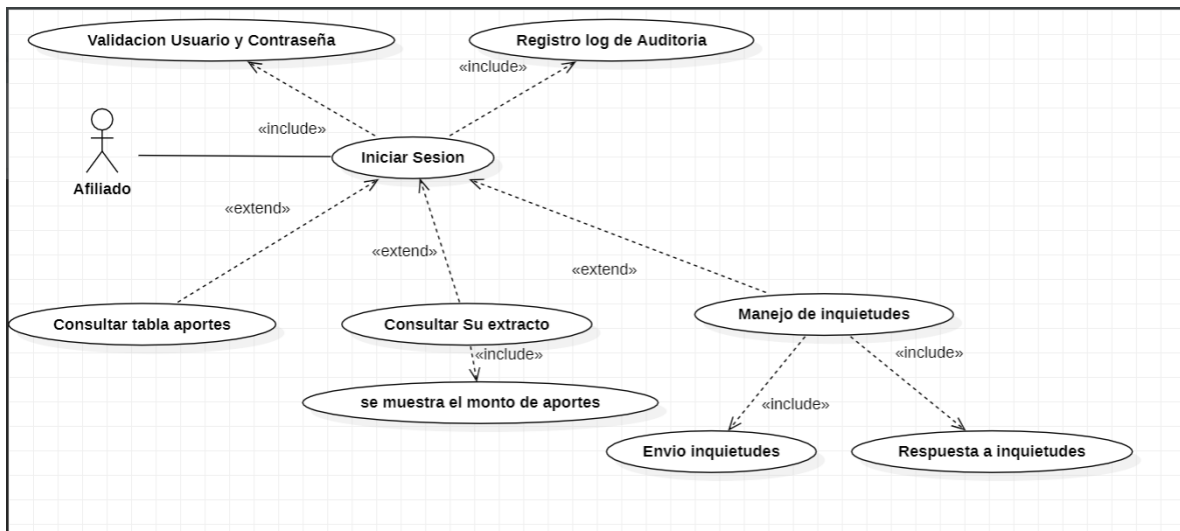 Validacion Usuario y Contraseña
Registro log de Auditoria
«include»
«include»
Iniciar Sesion
Afiliado
«extend»
«extend»
«extend»
Consultar tabla aportes
Consultar Su extracto
Manejo de inquietudes
«include»
«include»
se muestra el monto de aportes
«include»
Envio inquietudes
Respuesta a inquietudes